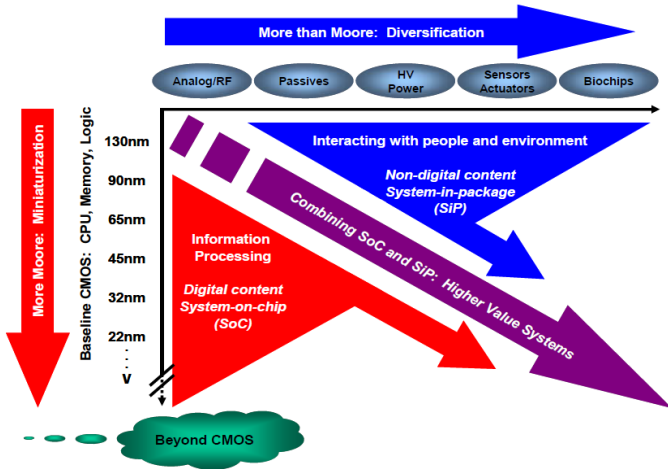 More than Moore: Diversification
Analog/RF
Passives
HV
Power
Sensors
Actuators
Biochips
More Moore: Miniaturization
Baseline CMOS: CPU, Memory, Logic
130nm
90nm
65nm
45nm
32nm
22nm
.
.
.
V
Interacting with people and environment
Non-digital content
System-in-package
(SiP)
Combining SoC and SiP: Higher Value Systems
Information
Processing
Digital content
System-on-chip
(SoC)
Beyond CMOS